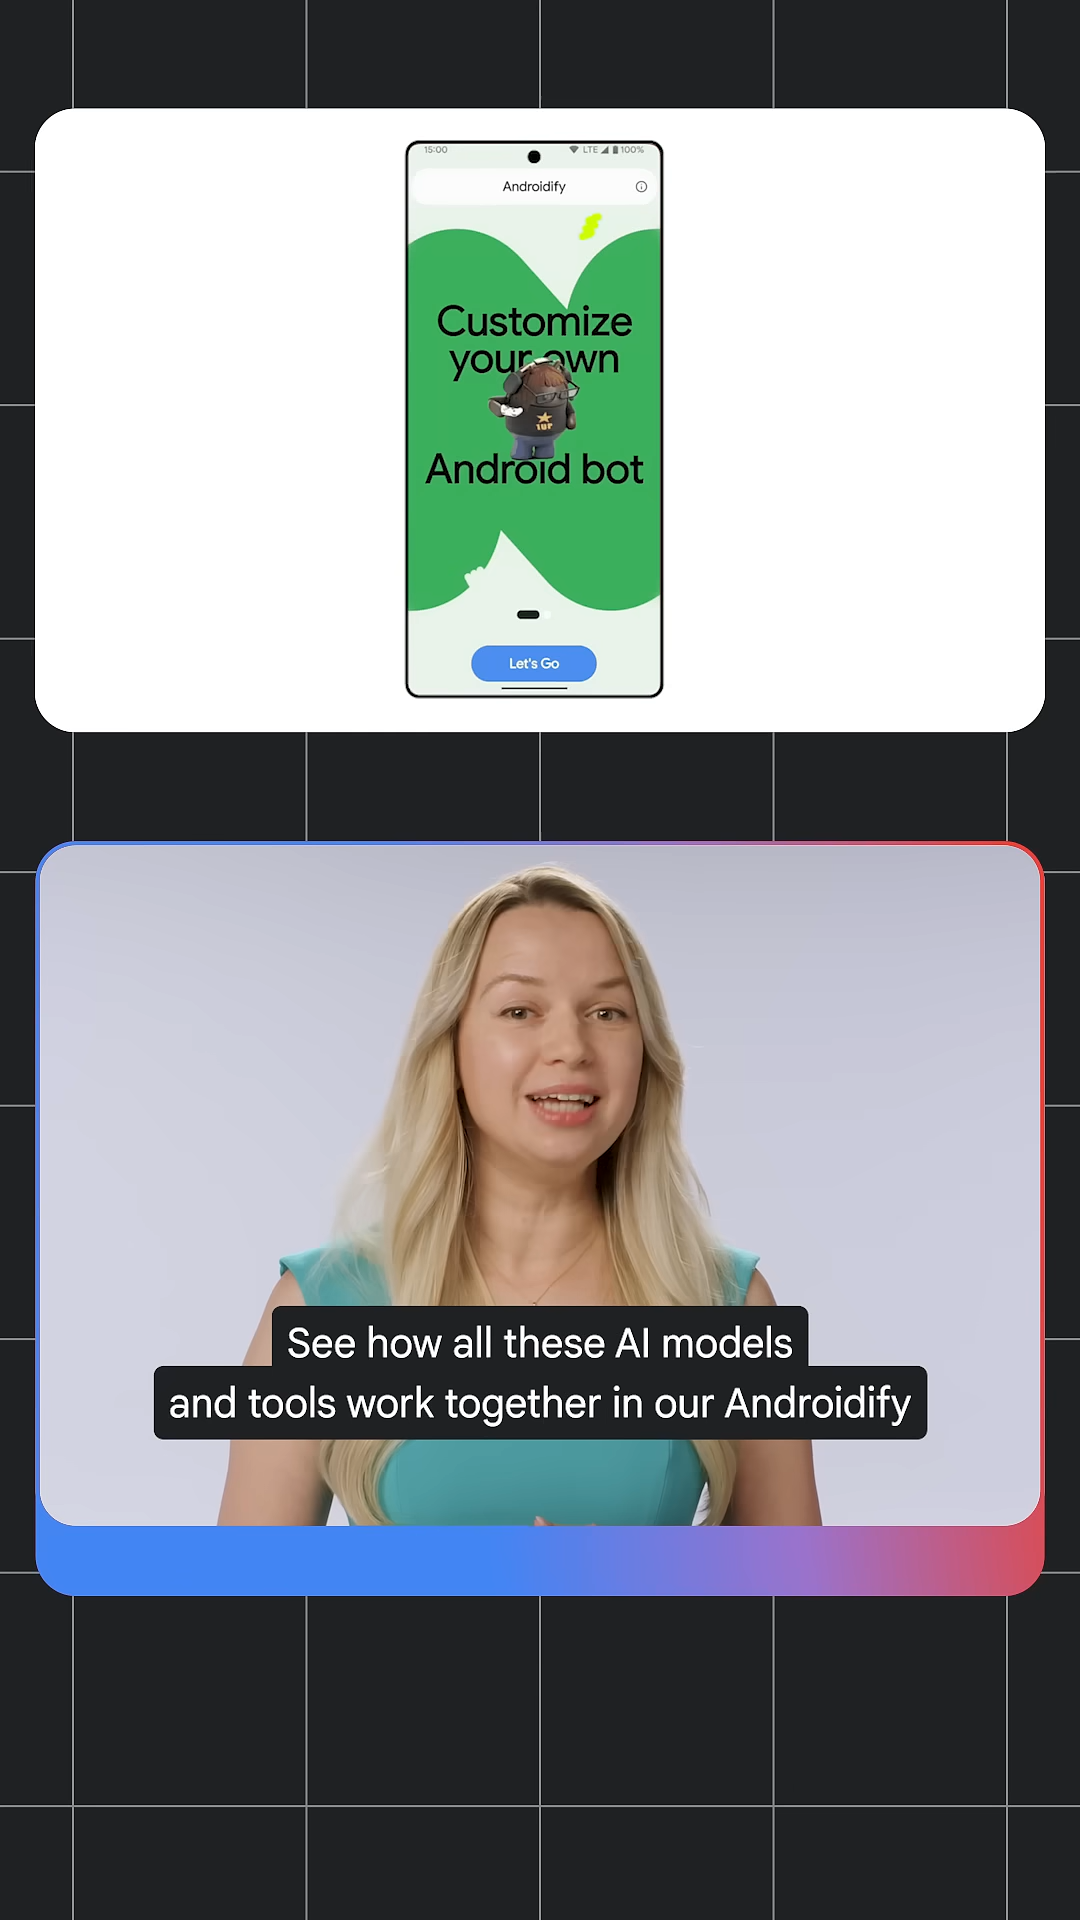 15:00
LTE
100%
Androidify
Customize
your own
1UP
Android bot
Let's Go
See how all these AI models
and tools work together in our Androidify